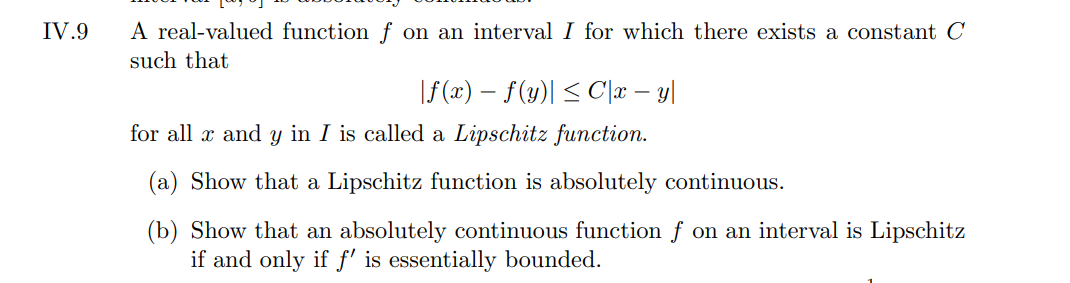 IV.9 A real-valued function f on an interval I for which there exists a constant C
such that
|f(x) − f(y)| ≤ C|x − y|
for all x and y in I is called a Lipschitz function.
(a) Show that a Lipschitz function is absolutely continuous.
(b) Show that an absolutely continuous function f on an interval is Lipschitz
if and only if f′ is essentially bounded.